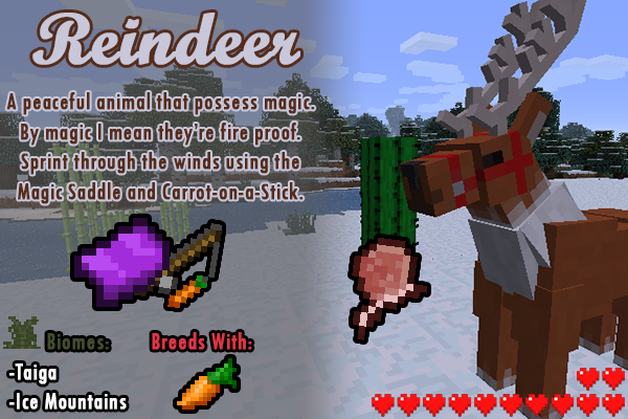 Reindeer
A peaceful animal that possess magic.
By magic I mean they're fire proof.
Sprint through the winds using the
Magic Saddle and Carrot-on-a-Stick.
Biomes:
Breeds With:
-Taiga
-Ice Mountains